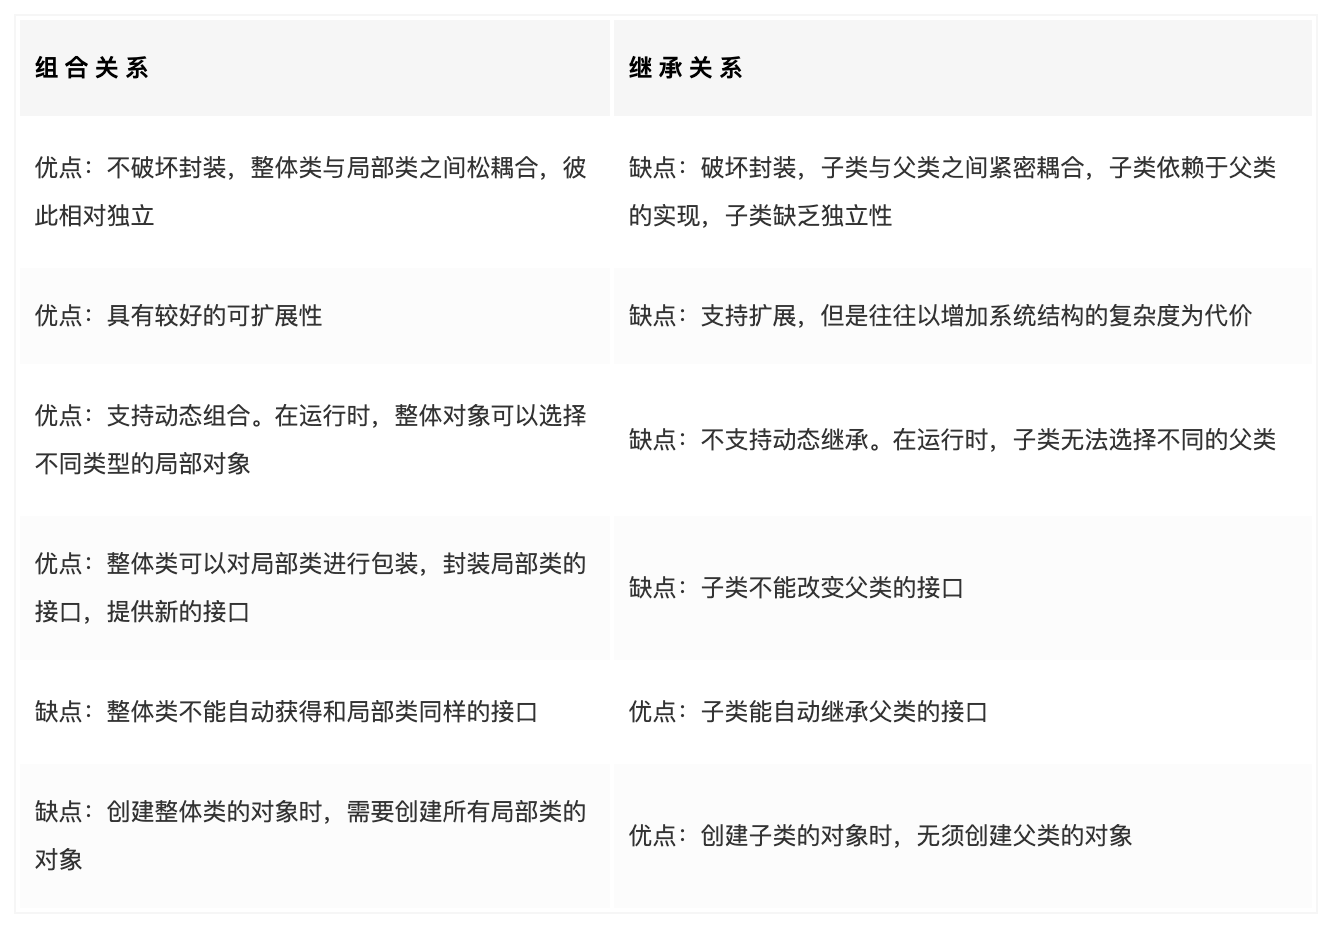 组合关系
继承关系
优点：不破坏封装，整体类与局部类之间松耦合，彼
此相对独立
缺点：破坏封装，子类与父类之间紧密耦合，子类依赖于父类
的实现，子类缺乏独立性
优点：具有较好的可扩展性
缺点：支持扩展，但是往往以增加系统结构的复杂度为代价
优点：支持动态组合。在运行时，整体对象可以选择
不同类型的局部对象
缺点：不支持动态继承。在运行时，子类无法选择不同的父类
优点：整体类可以对局部类进行包装，封装局部类的
接口，提供新的接口
缺点：子类不能改变父类的接口
缺点：整体类不能自动获得和局部类同样的接口
优点：子类能自动继承父类的接口
缺点：创建整体类的对象时，需要创建所有局部类的
对象
优点：创建子类的对象时，无须创建父类的对象